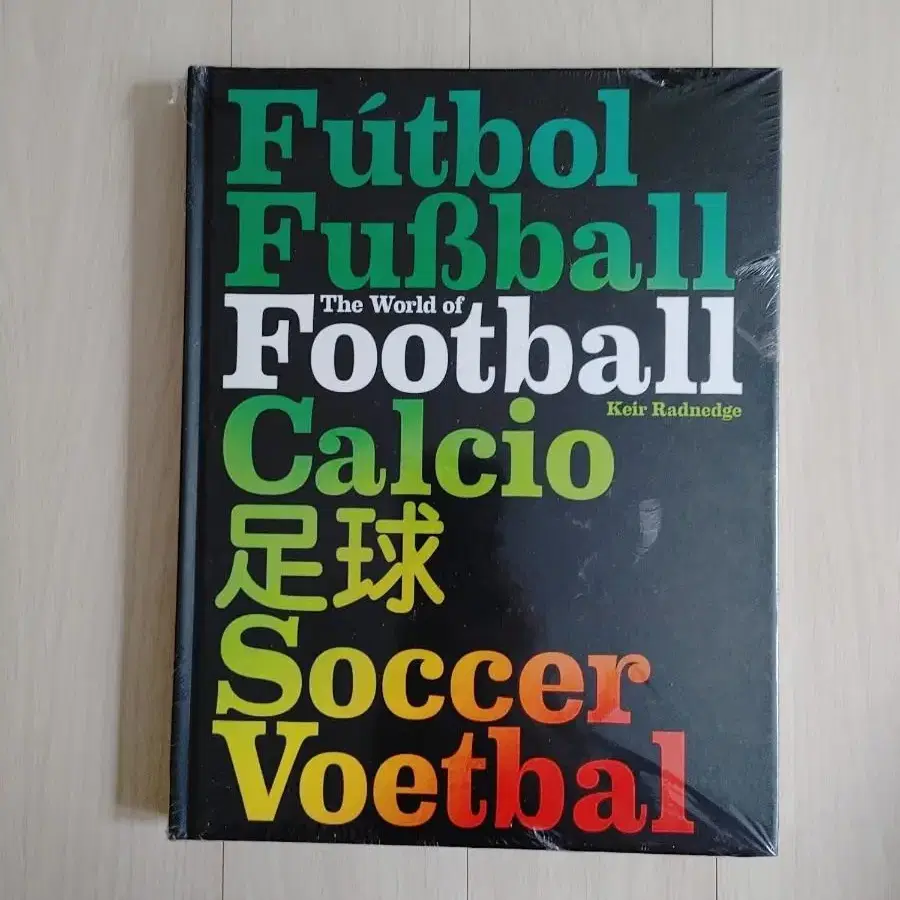 Fútbol
Fußball
The World of
Football
Keir Radnedge
Calcio
足球
Soccer
Voetbal